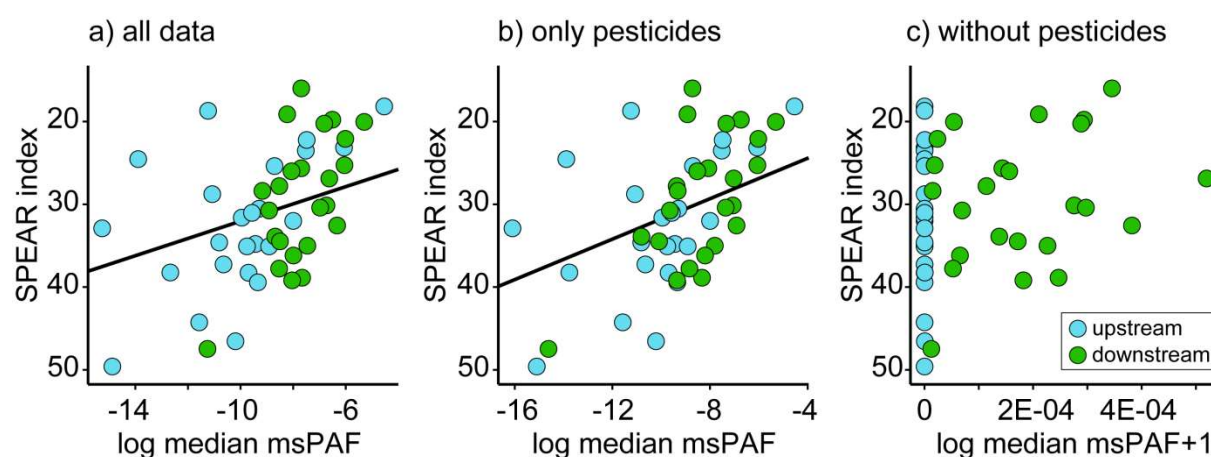 a) all data
b) only pesticides
c) without pesticides
SPEAR index
20
30
40
50
-14
-10
-6
log median msPAF
SPEAR index
20
30
40
50
-16
-12
-8
-4
log median msPAF
SPEAR index
20
30
40
50
0
2E-04
4E-04
log median msPAF+1
upstream
downstream